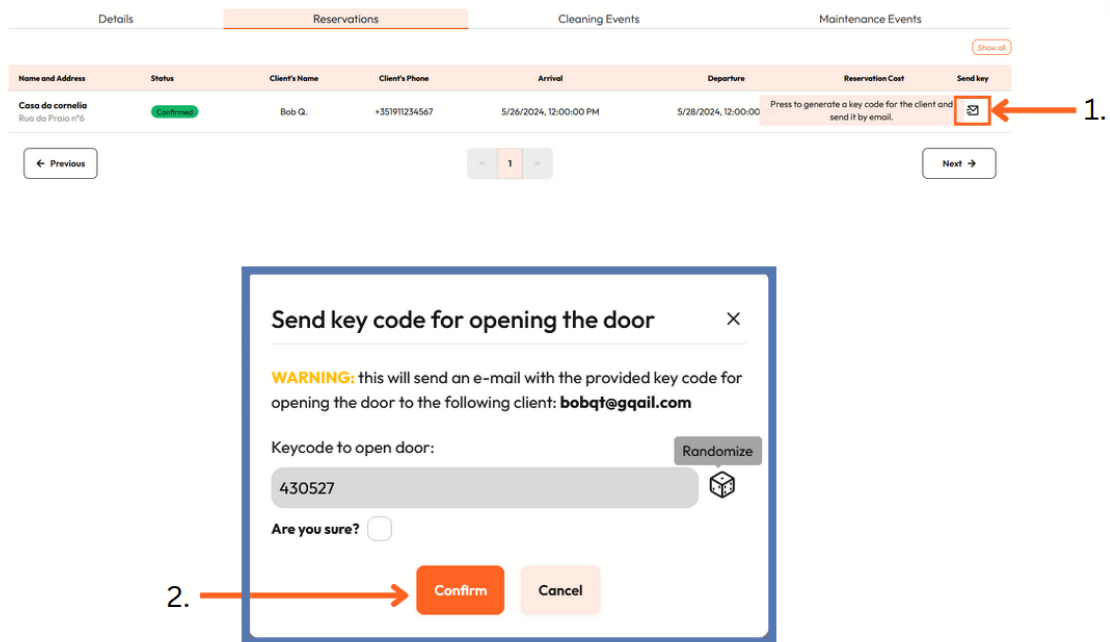 Details Reservations Cleaning Events Maintenance Events
Show all
Name and Address Status Client's Name Client's Phone Arrival Departure Reservation Cost Send key
Casa da cornelia
Rua da Praia nº6
Confirmed Bob Q. +351911234567 5/26/2024, 12:00:00 PM 5/28/2024, 12:00:00
Press to generate a key code for the client and
send it by email.
1.
← Previous « 1 » Next →
Send key code for opening the door ×
WARNING: this will send an e-mail with the provided key code for
opening the door to the following client: bobqt@gqail.com
Keycode to open door:
Randomize
430527
Are you sure?
2.
Confirm Cancel